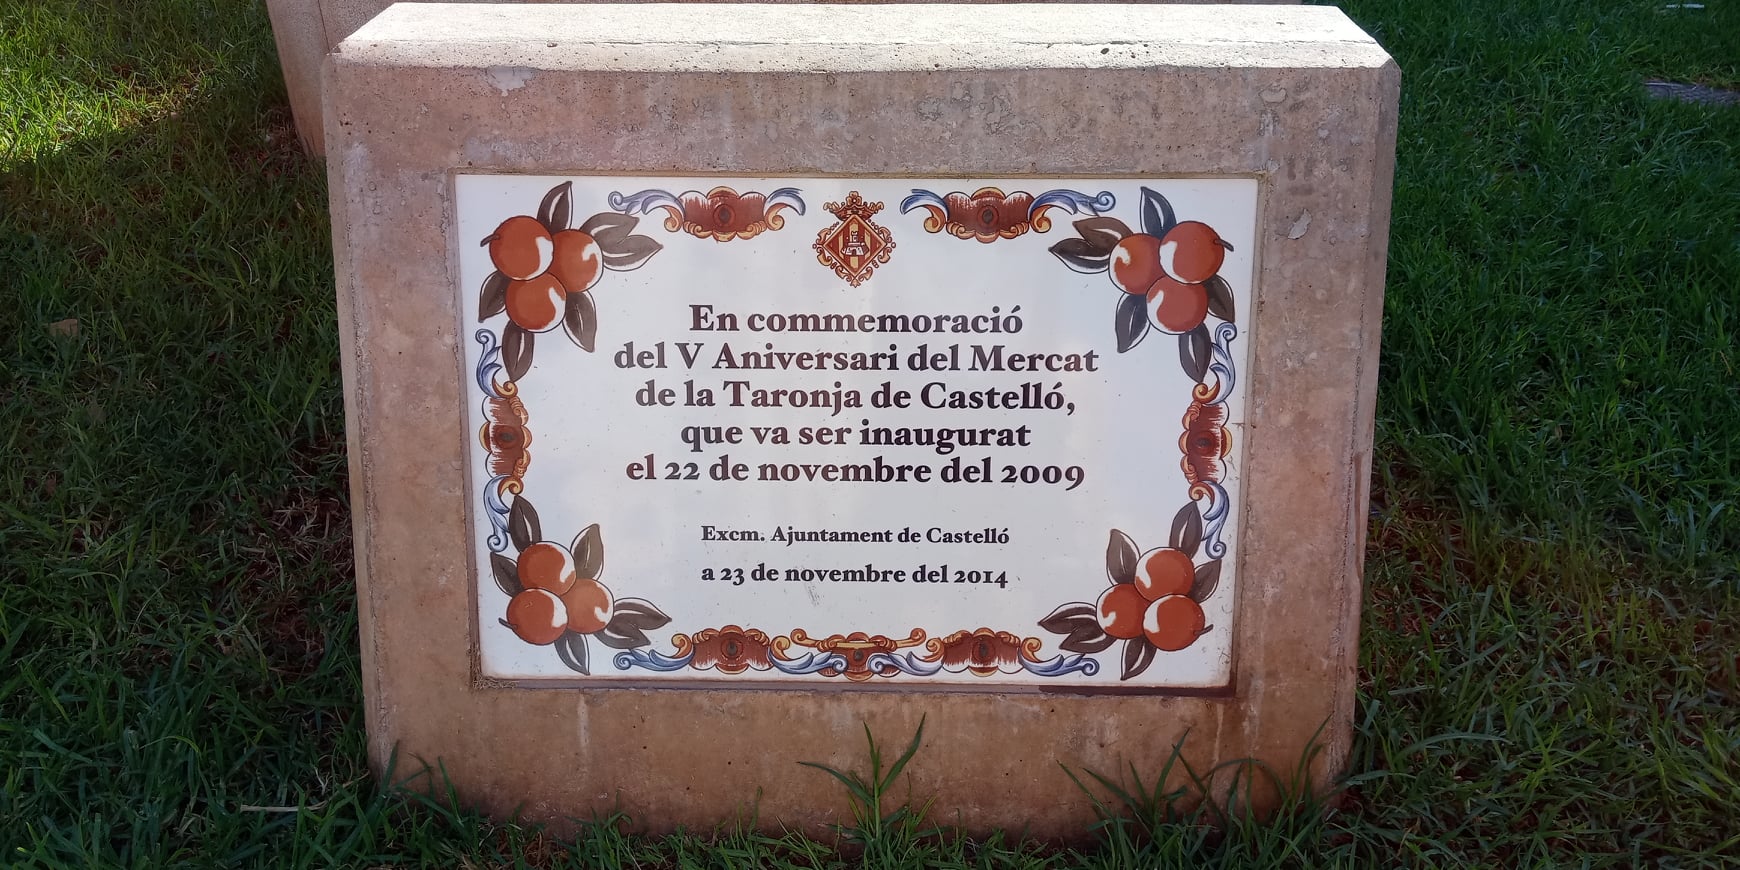 En commemoració
del V Aniversari del Mercat
de la Taronja de Castelló,
que va ser inaugurat
el 22 de novembre del 2009
Excm. Ajuntament de Castelló
a 23 de novembre del 2014